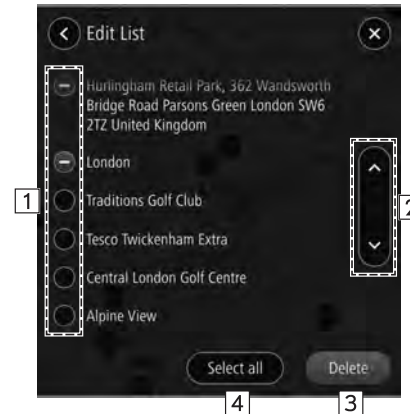 Edit List
Hurlingham Retail Park, 362 Wandsworth
Bridge Road Parsons Green London SW6
2TZ United Kingdom
London
1
Traditions Golf Club
2
Tesco Twickenham Extra
Central London Golf Centre
Alpine View
Select all
Delete
4
3